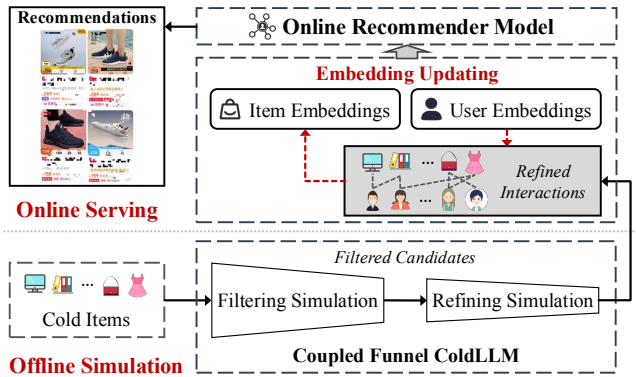 Recommendations
Online Recommender Model
Embedding Updating
Item Embeddings
User Embeddings
Refined
Interactions
Online Serving
Filtered Candidates
Filtering Simulation
Refining Simulation
Cold Items
Coupled Funnel ColdLLM
Offline Simulation